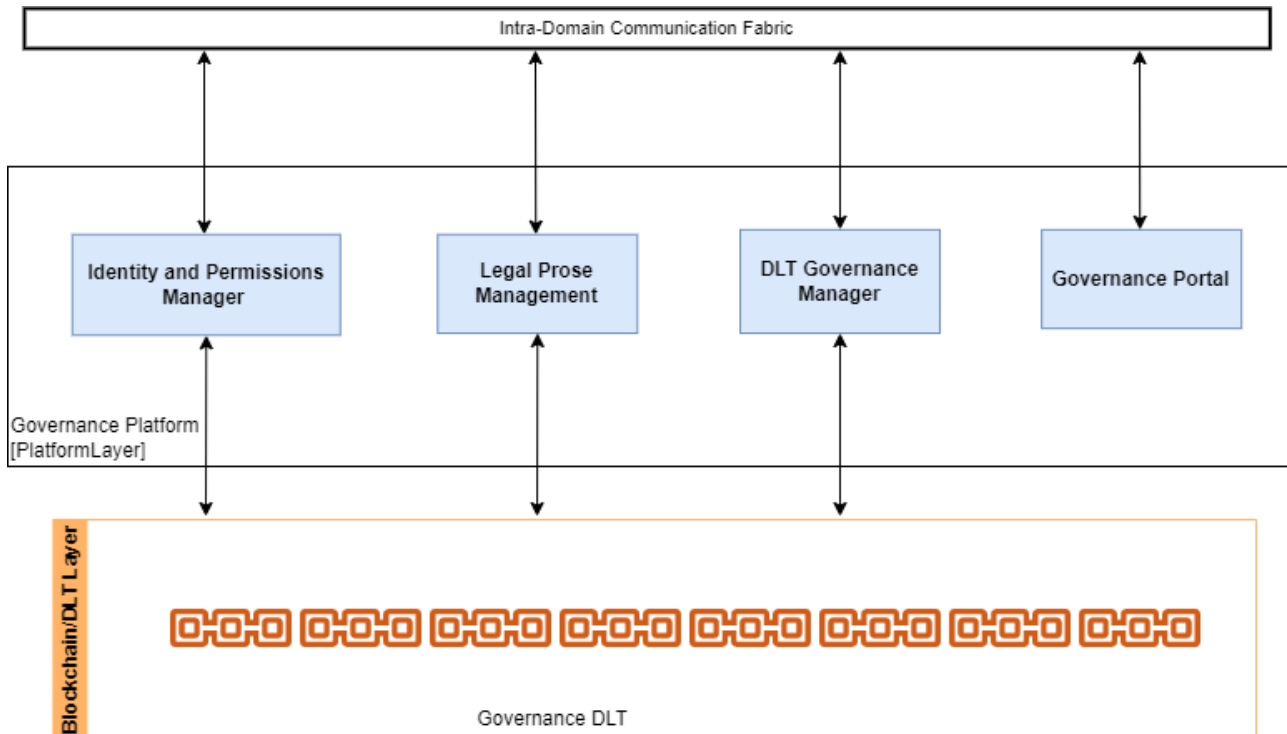 Intra-Domain Communication Fabric
Identity and Permissions
Manager
Legal Prose
Management
DLT Governance
Manager
Governance Portal
Governance Platform
[PlatformLayer]
Blockchain/DLT Layer
Governance DLT